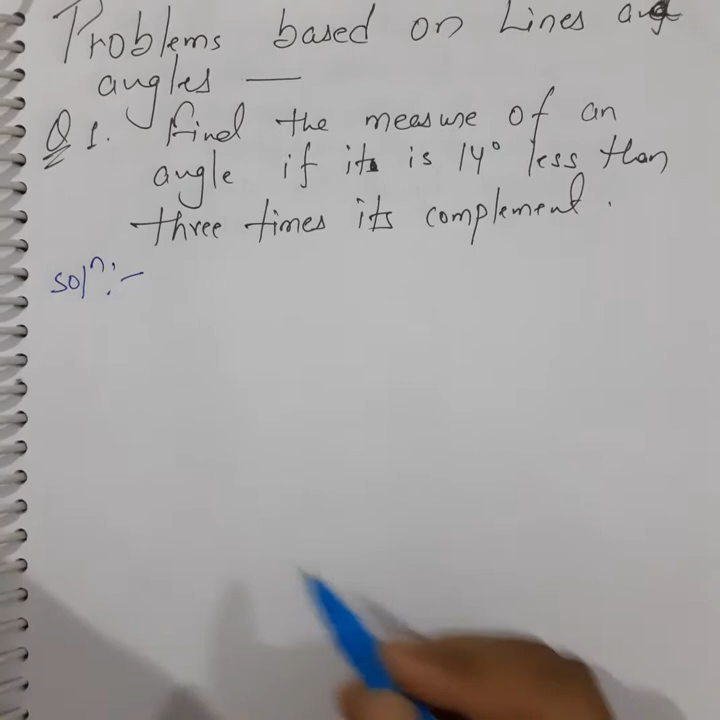 Problems based on Lines and
angles —
Q 1. Find the measure of an
angle if its is 14° less than
three times its complement.
Solⁿ:-